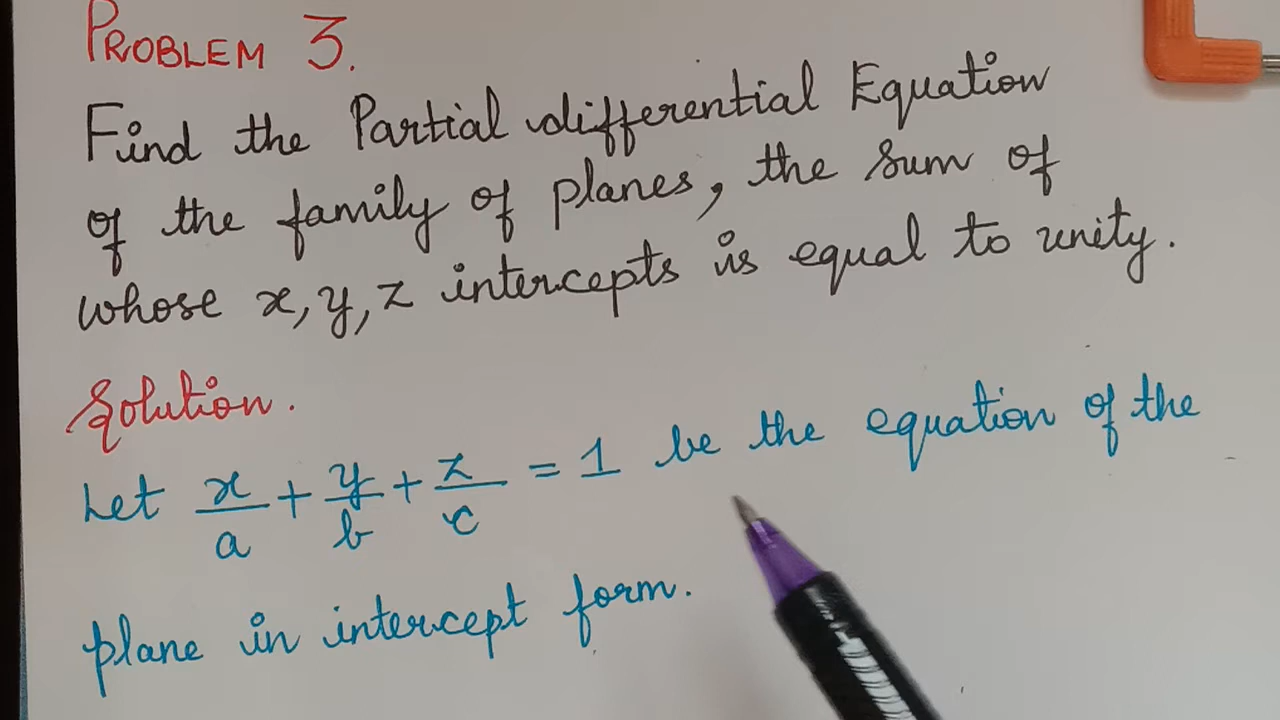 PROBLEM 3.
Find the Partial differential Equation
of the family of planes, the sum of
whose x, y, z intercepts is equal to unity.
Solution.
Let x/a + y/b + z/c = 1 be the equation of the
plane in intercept form.